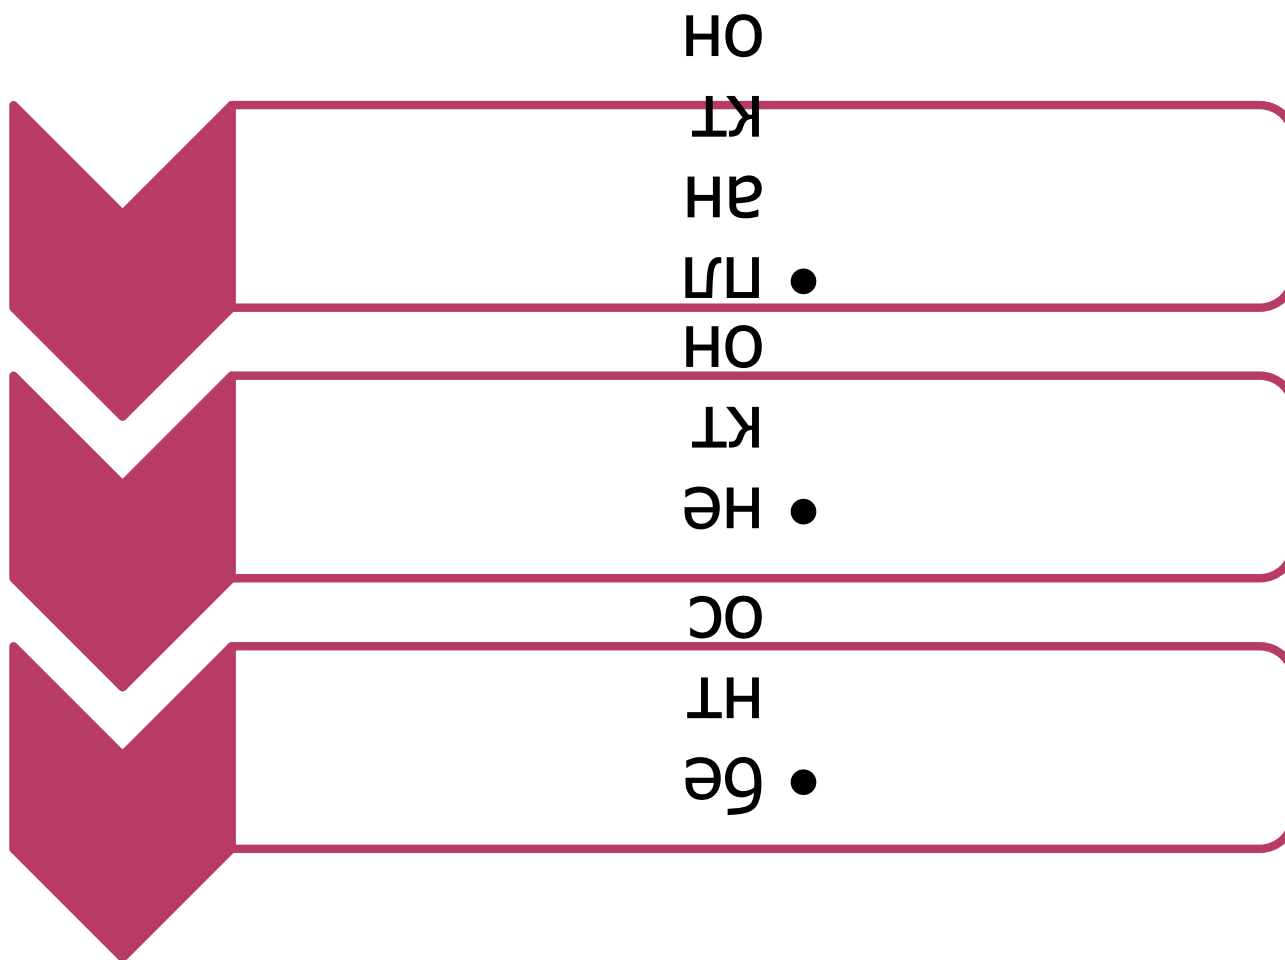 • пл
ан
кт
он
• не
кт
он
• бе
нт
ос